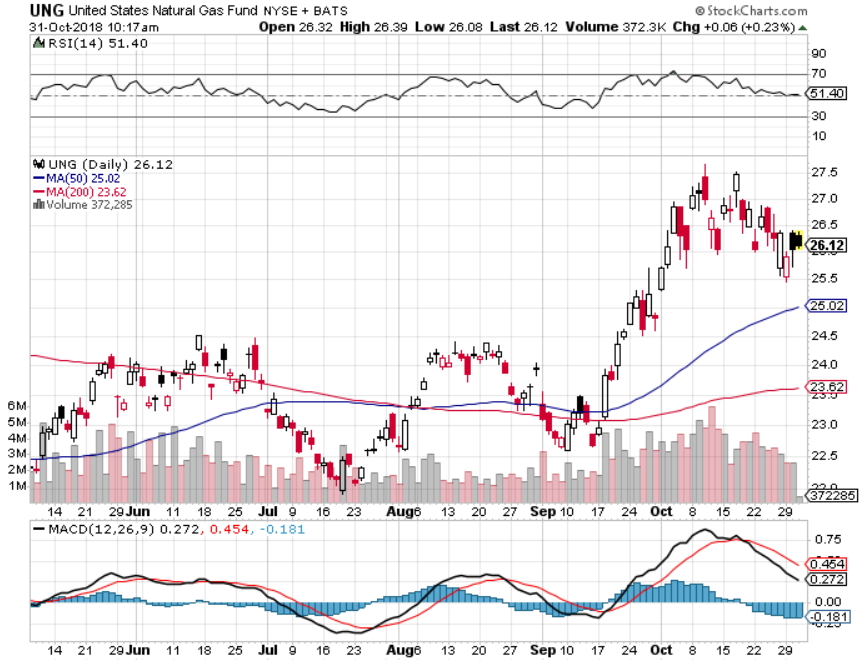 UNG United States Natural Gas Fund NYSE + BATS © StockCharts.com
31-Oct-2018 10:17am Open 26.32 High 26.39 Low 26.08 Last 26.12 Volume 372.3K Chg +0.06 (+0.23%)
RSI(14) 51.40
90
70
51.40
30
10
UNG (Daily) 26.12
MA(50) 25.02
MA(200) 23.62
Volume 372,285
27.5
27.0
26.5
26.12
25.5
25.02
24.5
24.0
23.62
23.0
22.5
6M
5M
4M
3M
2M
1M
372285
14 21 29 Jun 11 18 25 Jul 9 16 23 Aug 6 13 20 27 Sep 10 17 24 Oct 8 15 22 29
MACD(12,26,9) 0.272, 0.454, -0.181
0.75
0.454
0.272
0.00
-0.181
14 21 29 Jun 11 18 25 Jul 9 16 23 Aug 6 13 20 27 Sep 10 17 24 Oct 8 15 22 29